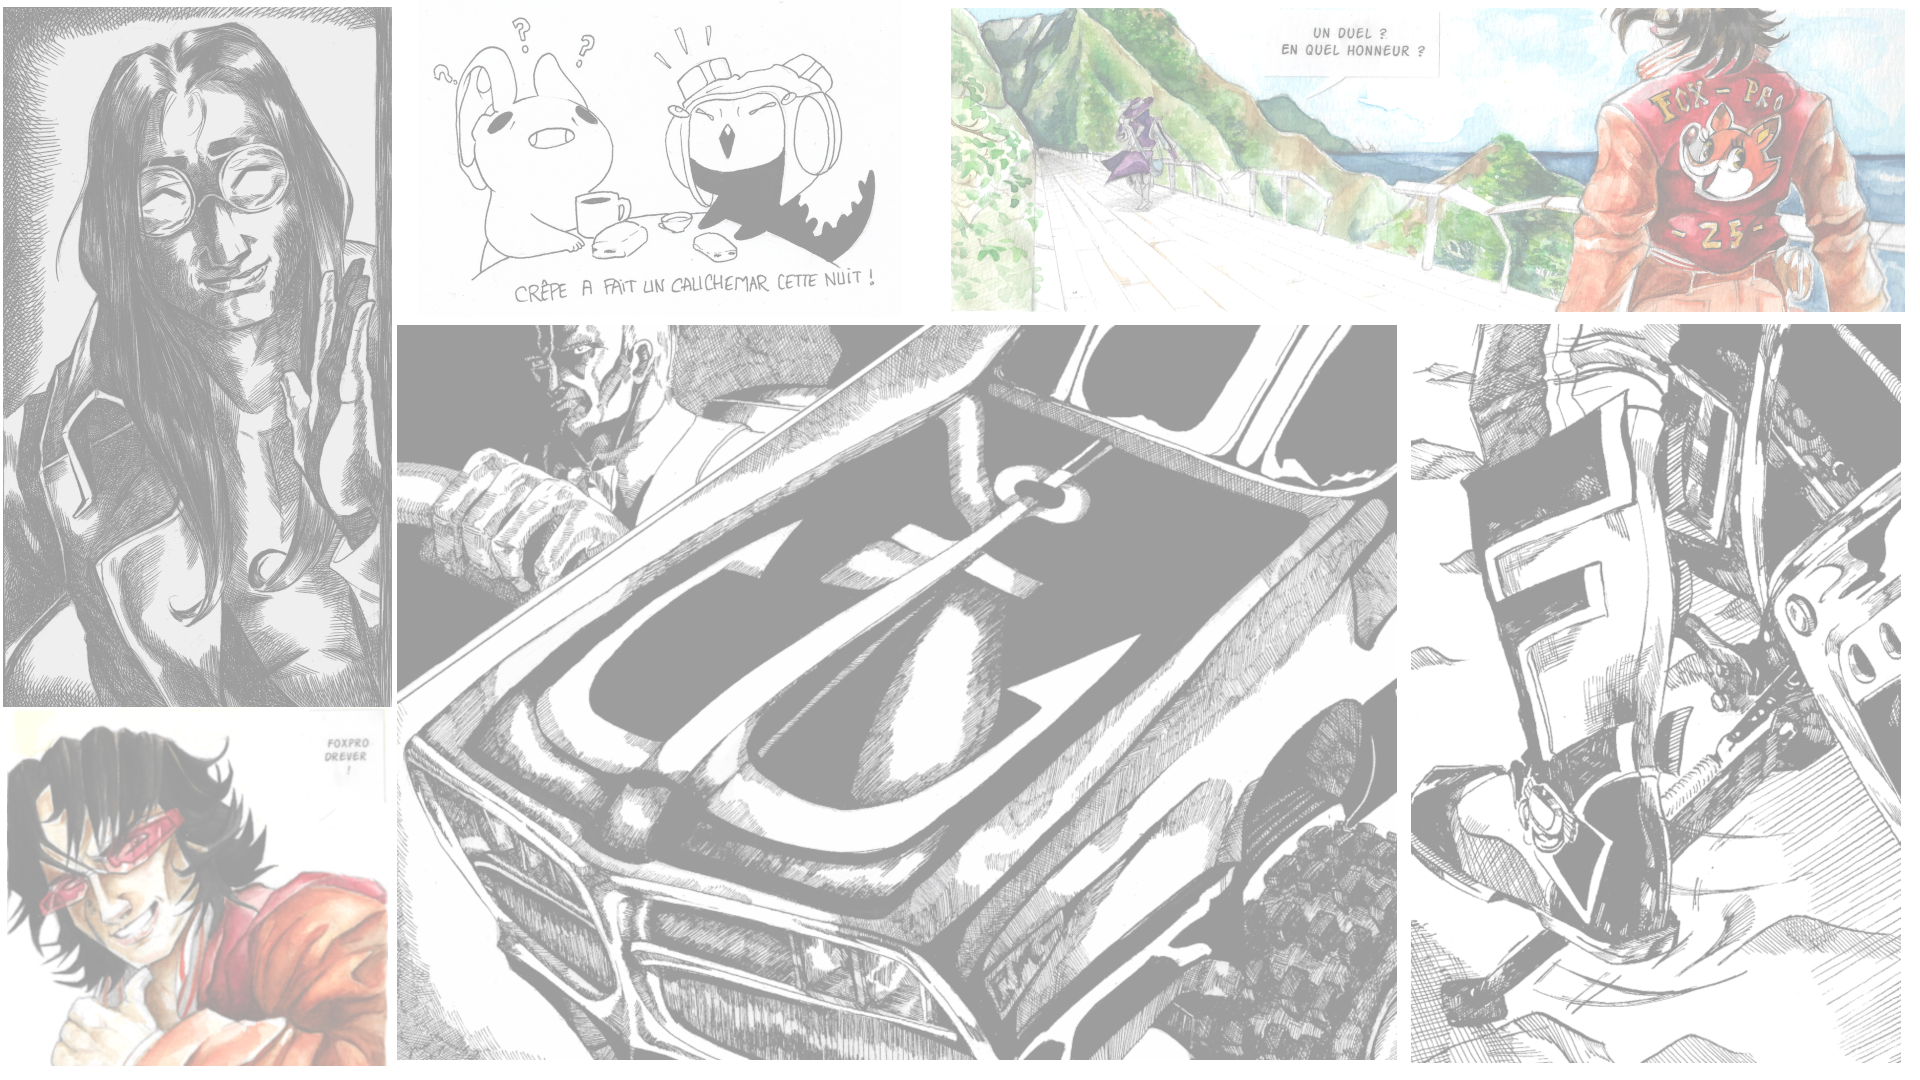 CRÊPE A FAIT UN CAUCHEMAR CETTE NUIT !
UN DUEL ?
EN QUEL HONNEUR ?
FOX-PRO
- 25 -
FOXPRO
DREVER
?